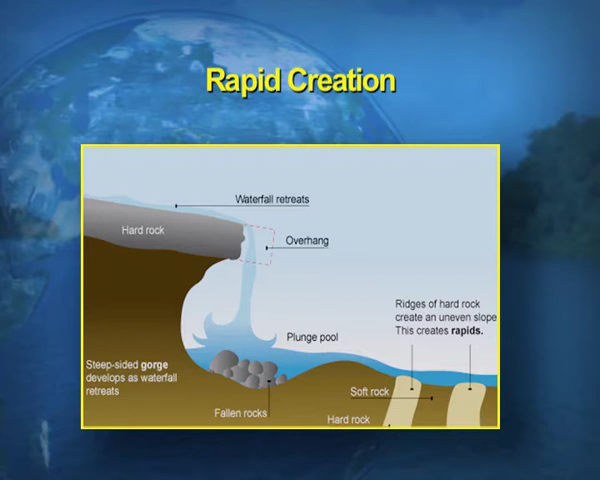 Rapid Creation
Waterfall retreats
Hard rock
Overhang
Ridges of hard rock
create an uneven slope
This creates rapids.
Plunge pool
Steep-sided gorge
develops as waterfall
retreats
Soft rock
Fallen rocks
Hard rock